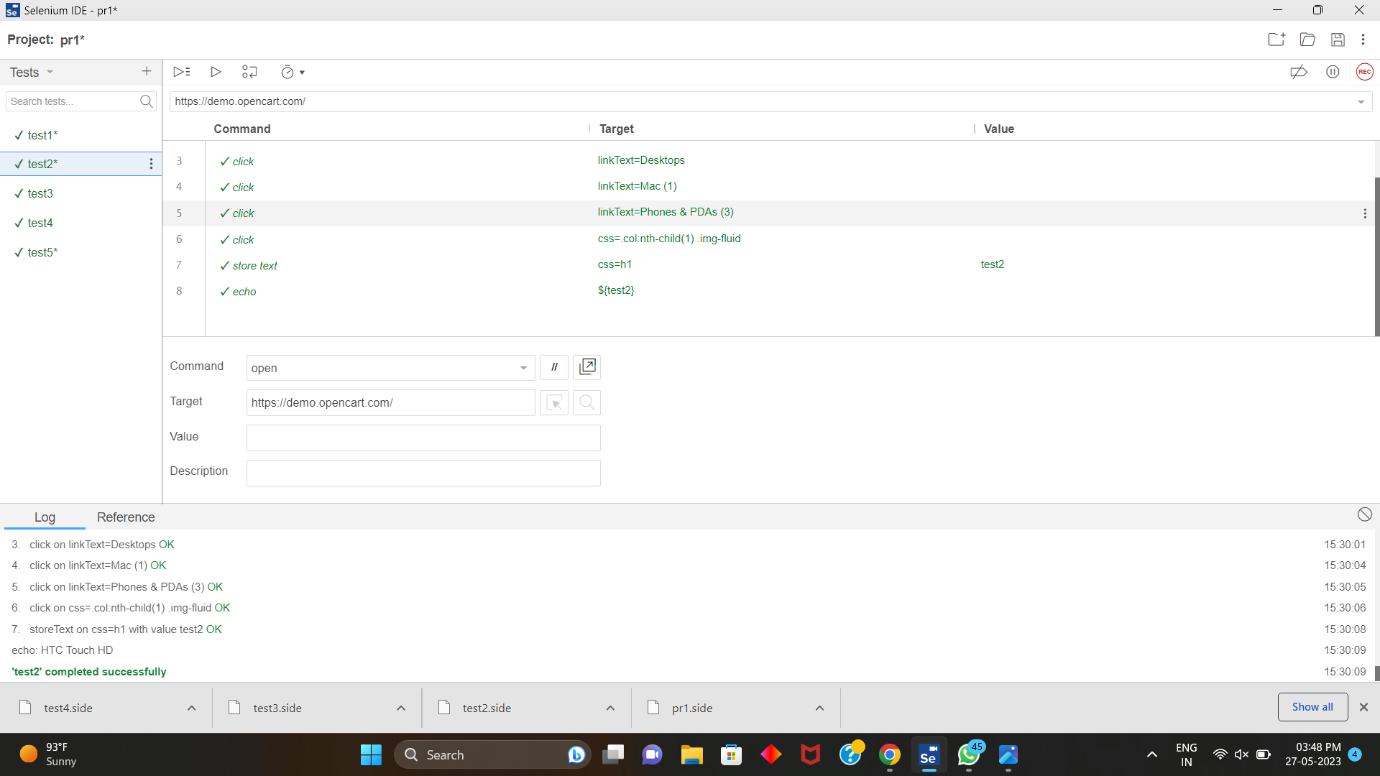 Selenium IDE - pr1*
Project: pr1*
Tests
Search tests...
✓ test1*
✓ test2*
✓ test3
✓ test4
✓ test5*
REC
https://demo.opencart.com/
Command Target Value
3 ✓ click linkText=Desktops
4 ✓ click linkText=Mac (1)
5 ✓ click linkText=Phones & PDAs (3)
6 ✓ click css=.col:nth-child(1) .img-fluid
7 ✓ store text css=h1 test2
8 ✓ echo ${test2}
Command open //
Target https://demo.opencart.com/
Value
Description
Log Reference
3. click on linkText=Desktops OK 15:30:01
4. click on linkText=Mac (1) OK 15:30:04
5. click on linkText=Phones & PDAs (3) OK 15:30:05
6. click on css=.col:nth-child(1) .img-fluid OK 15:30:06
7. storeText on css=h1 with value test2 OK 15:30:08
echo: HTC Touch HD 15:30:09
'test2' completed successfully 15:30:09
test4.side test3.side test2.side pr1.side Show all
93°F
Sunny
Search
Se
45
ENG
IN
03:48 PM
27-05-2023
4